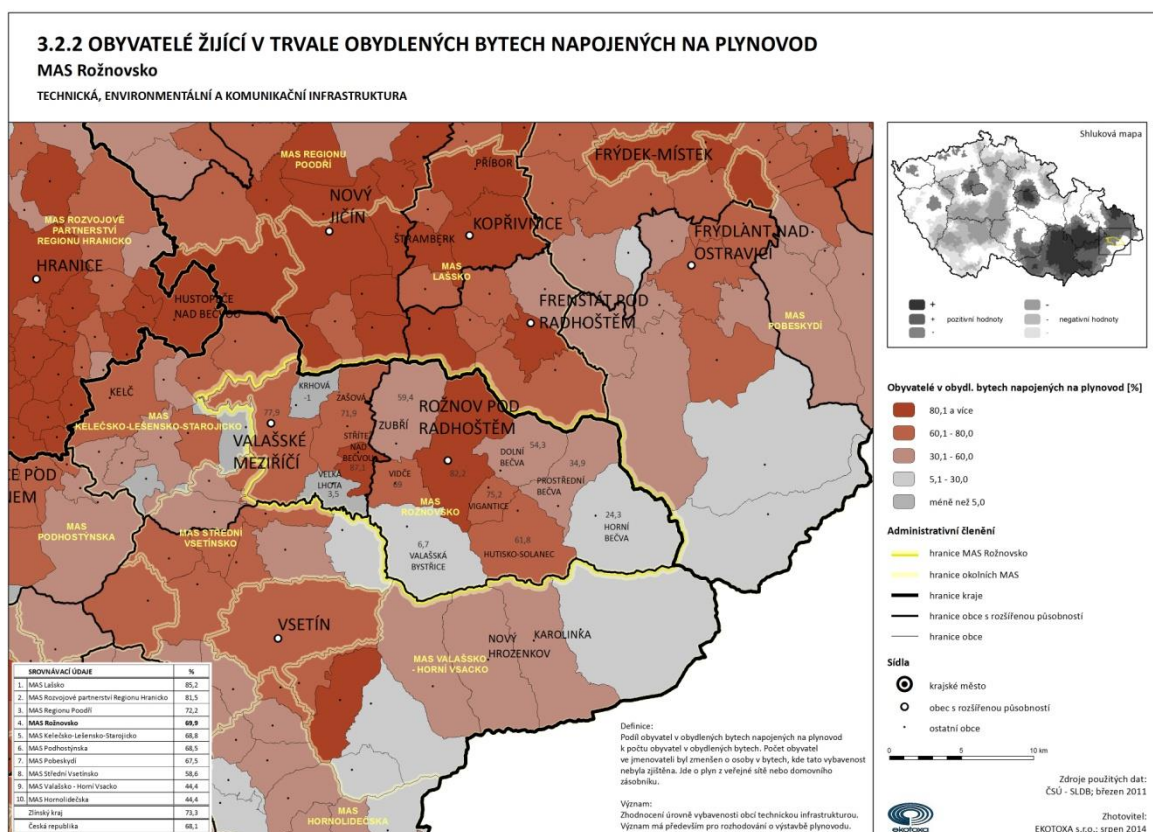 3.2.2 OBYVATELÉ ŽIJÍCÍ V TRVALE OBYDLENÝCH BYTECH NAPOJENÝCH NA PLYNOVOD
MAS Rožnovsko
TECHNICKÁ, ENVIRONMENTÁLNÍ A KOMUNIKAČNÍ INFRASTRUKTURA
MAS REGIONU
POODŘÍ
PŘÍBOR
FRÝDEK-MÍSTEK
NOVÝ
JIČÍN
KOPŘIVNICE
ŠTRAMBERK
MAS
LAŠSKO
MAS ROZVOJOVÉ
PARTNERSTVÍ
REGIONU HRANICKO
HRANICE
HUSTOPEČE
NAD BEČVOU
FRÝDLANT NAD
OSTRAVICÍ
FRENŠTÁT POD
RADHOŠTĚM
MAS
POBESKYDÍ
KELČ
MAS
KELEČSKO-LEŠENSKO-STAROJICKO
KRHOVÁ
-1
77,9
VALAŠSKÉ
MEZIŘÍČÍ
ZAŠOVÁ
71,9
STŘÍTEŽ
NAD
BEČVOU
87,1
59,4
ZUBŘÍ
ROŽNOV POD
RADHOŠTĚM
82,2
VELKÁ
LHOTA
3,5
VIDČE
69
MAS
ROŽNOVSKO
54,3
DOLNÍ
BEČVA
34,9
PROSTŘEDNÍ
BEČVA
75,2
VIGANTICE
24,3
HORNÍ
BEČVA
61,8
HUTISKO-SOLANEC
6,7
VALAŠSKÁ
BYSTŘICE
CE POD
NEM
MAS
PODHOSTÝNSKA
MAS STŘEDNÍ
VSETÍNSKO
VSETÍN
MAS VALAŠSKO
- HORNÍ VSACKO
NOVÝ
HROZENKOV
KAROLINKA
MAS
HORNOLIDEČSKA
SROVNÁVACÍ ÚDAJE %
1. MAS Lašsko 85,2
2. MAS Rozvojové partnerství Regionu Hranicko 81,5
3. MAS Regionu Poodří 72,2
4. MAS Rožnovsko 69,9
5. MAS Kelečsko-Lešensko-Starojicko 68,8
6. MAS Podhostýnska 68,5
7. MAS Pobeskydí 67,5
8. MAS Střední Vsetínsko 58,6
9. MAS Valašsko - Horní Vsacko 44,4
10. MAS Hornolidečska 44,4
Zlínský kraj 73,3
Česká republika 68,1
Definice:
Podíl obyvatel v obydlených bytech napojených na plynovod
k počtu obyvatel v obydlených bytech. Počet obyvatel
ve jmenovateli byl zmenšen o osoby v bytech, kde tato vybavenost
nebyla zjištěna. Jde o plyn z veřejné sítě nebo domovního
zásobníku.
Význam:
Zhodnocení úrovně vybavenosti obcí technickou infrastrukturou.
Význam má především pro rozhodování o výstavbě plynovodu.
Shluková mapa
+ -
+ pozitivní hodnoty - negativní hodnoty
Obyvatelé v obydl. bytech napojených na plynovod [%]
80,1 a více
60,1 - 80,0
30,1 - 60,0
5,1 - 30,0
méně než 5,0
Administrativní členění
hranice MAS Rožnovsko
hranice okolních MAS
hranice kraje
hranice obce s rozšířenou působností
hranice obce
Sídla
krajské město
obec s rozšířenou působností
ostatní obce
0 5 10 km
Zdroje použitých dat:
ČSÚ - SLDB; březen 2011
Zhotovitel:
EKOTOXA s.r.o.; srpen 2014
ekotoxa